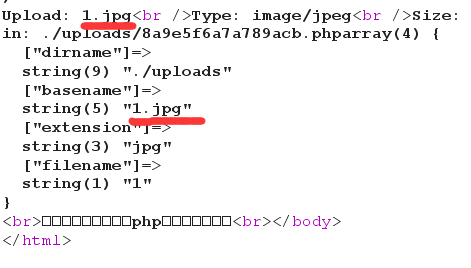 Upload: 1.jpg<br />Type: image/jpeg<br />Size:
in: ./uploads/8a9e5f6a7a789acb.phparray(4) {
["dirname"]=>
string(9) "./uploads"
["basename"]=>
string(5) "1.jpg"
["extension"]=>
string(3) "jpg"
["filename"]=>
string(1) "1"
}
<br>□□□□□□□□□php□□□□□□□<br></body>
</html>